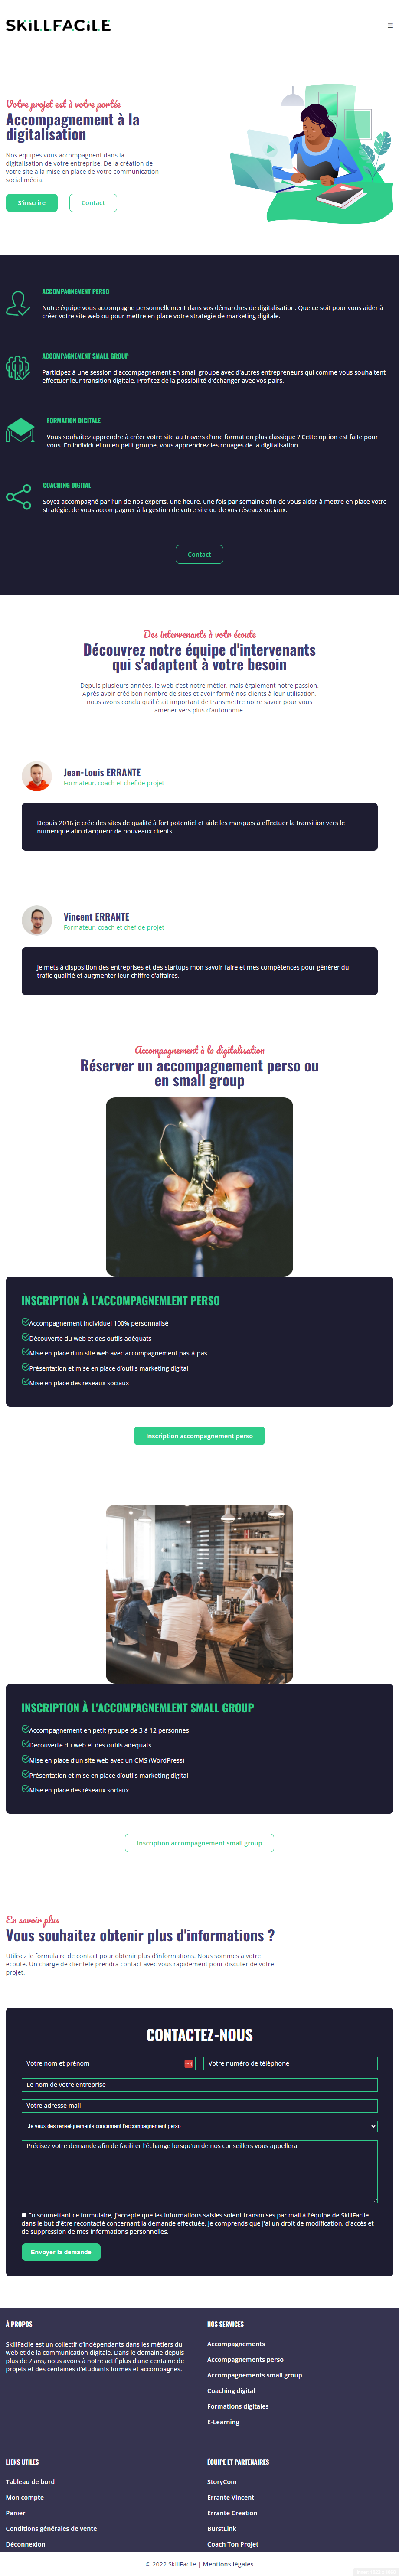 SKILLFACILE
Votre projet est à votre portée
Accompagnement à la
digitalisation
Nos équipes vous accompagnent dans la
digitalisation de votre entreprise. De la création de
votre site à la mise en place de votre communication
social média.
S'inscrire
Contact
ACCOMPAGNEMENT PERSO
Notre équipe vous accompagne personnellement dans vos démarches de digitalisation. Que ce soit pour vous aider à
créer votre site web ou pour mettre en place votre stratégie de marketing digitale.
ACCOMPAGNEMENT SMALL GROUP
Participez à une session d'accompagnement en small groupe avec d'autres entrepreneurs qui comme vous souhaitent
effectuer leur transition digitale. Profitez de la possibilité d'échanger avec vos pairs.
FORMATION DIGITALE
Vous souhaitez apprendre à créer votre site au travers d'une formation plus classique ? Cette option est faite pour
vous. En individuel ou en petit groupe, vous apprendrez les rouages de la digitalisation.
COACHING DIGITAL
Soyez accompagné par l'un de nos experts, une heure, une fois par semaine afin de vous aider à mettre en place votre
stratégie, de vous accompagner à la gestion de votre site ou de vos réseaux sociaux.
Contact
Des intervenants à votr écoute
Découvrez notre équipe d'intervenants
qui s'adaptent à votre besoin
Depuis plusieurs années, le web c'est notre métier, mais également notre passion.
Après avoir créé bon nombre de sites et avoir formé nos clients à leur utilisation,
nous avons conclu qu'il était important de transmettre notre savoir pour vous
amener vers plus d'autonomie.
Jean-Louis ERRANTE
Formateur, coach et chef de projet
Depuis 2016 je crée des sites de qualité à fort potentiel et aide les marques à effectuer la transition vers le
numérique afin d'acquérir de nouveaux clients
Vincent ERRANTE
Formateur, coach et chef de projet
Je mets à disposition des entreprises et des startups mon savoir-faire et mes compétences pour générer du
trafic qualifié et augmenter leur chiffre d'affaires.
Accompagnement à la digitalisation
Réserver un accompagnement perso ou
en small group
INSCRIPTION À L'ACCOMPAGNEMLENT PERSO
Accompagnement individuel 100% personnalisé
Découverte du web et des outils adéquats
Mise en place d'un site web avec accompagnement pas-à-pas
Présentation et mise en place d'outils marketing digital
Mise en place des réseaux sociaux
Inscription accompagnement perso
INSCRIPTION À L'ACCOMPAGNEMLENT SMALL GROUP
Accompagnement en petit groupe de 3 à 12 personnes
Découverte du web et des outils adéquats
Mise en place d'un site web avec un CMS (WordPress)
Présentation et mise en place d'outils marketing digital
Mise en place des réseaux sociaux
Inscription accompagnement small group
En savoir plus
Vous souhaitez obtenir plus d'informations ?
Utilisez le formulaire de contact pour obtenir plus d'informations. Nous sommes à votre
écoute. Un chargé de clientèle prendra contact avec vous rapidement pour discuter de votre
projet.
CONTACTEZ-NOUS
Votre nom et prénom
Votre numéro de téléphone
Le nom de votre entreprise
Votre adresse mail
Je veux des renseignements concernant l'accompagnement perso
Précisez votre demande afin de faciliter l'échange lorsqu'un de nos conseillers vous appellera
En soumettant ce formulaire, j'accepte que les informations saisies soient transmises par mail à l'équipe de SkillFacile
dans le but d'être recontacté concernant la demande effectuée. Je comprends que j'ai un droit de modification, d'accès et
de suppression de mes informations personnelles.
Envoyer la demande
À PROPOS
SkillFacile est un collectif d'indépendants dans les métiers du
web et de la communication digitale. Dans le domaine depuis
plus de 7 ans, nous avons à notre actif plus d'une centaine de
projets et des centaines d'étudiants formés et accompagnés.
NOS SERVICES
Accompagnements
Accompagnements perso
Accompagnements small group
Coaching digital
Formations digitales
E-Learning
LIENS UTILES
Tableau de bord
Mon compte
Panier
Conditions générales de vente
Déconnexion
ÉQUIPE ET PARTENAIRES
StoryCom
Errante Vincent
Errante Création
BurstLink
Coach Ton Projet
© 2022 SkillFacile | Mentions légales